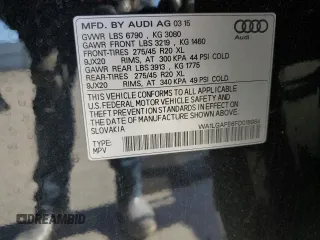 MFD. BY AUDI AG 03 15
GVWR LBS 6790 , KG 3080
GAWR FRONT LBS 3219 , KG 1460
FRONT-TIRES 275/45 R20 XL
9JX20 RIMS, AT 300 KPA 44 PSI COLD
GAWR REAR LBS 3913 , KG 1775
REAR-TIRES 275/45 R20 XL
9JX20 RIMS, AT 340 KPA 49 PSI COLD
THIS VEHICLE CONFORMS TO ALL APPLICABLE
U.S. FEDERAL MOTOR VEHICLE SAFETY AND
THEFT PREVENTION STANDARDS IN EFFECT ON
THE DATE OF MANUFACTURE SHOWN ABOVE.
SLOVAKIA
TYPE:
MPV
Audi